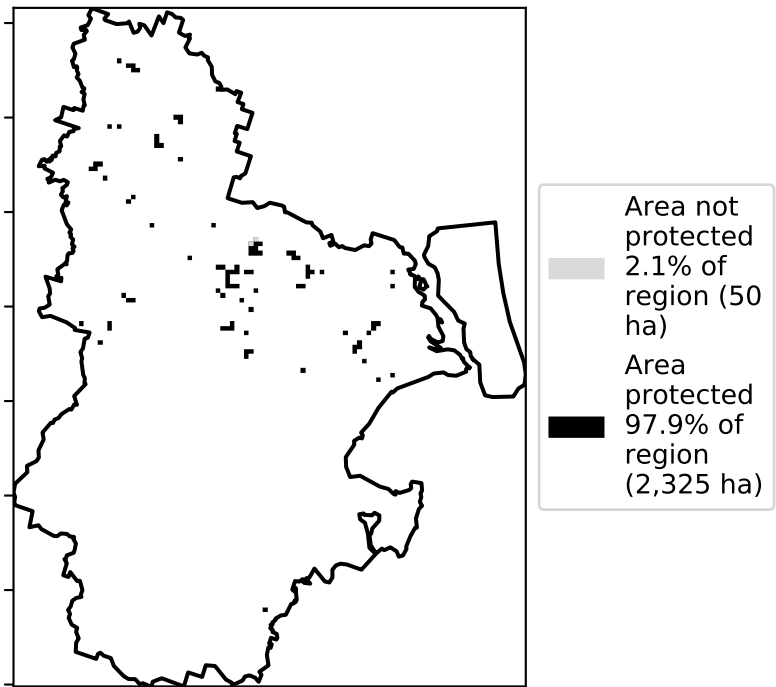 Area not
protected
2.1% of
region (50
ha)
Area
protected
97.9% of
region
(2,325 ha)